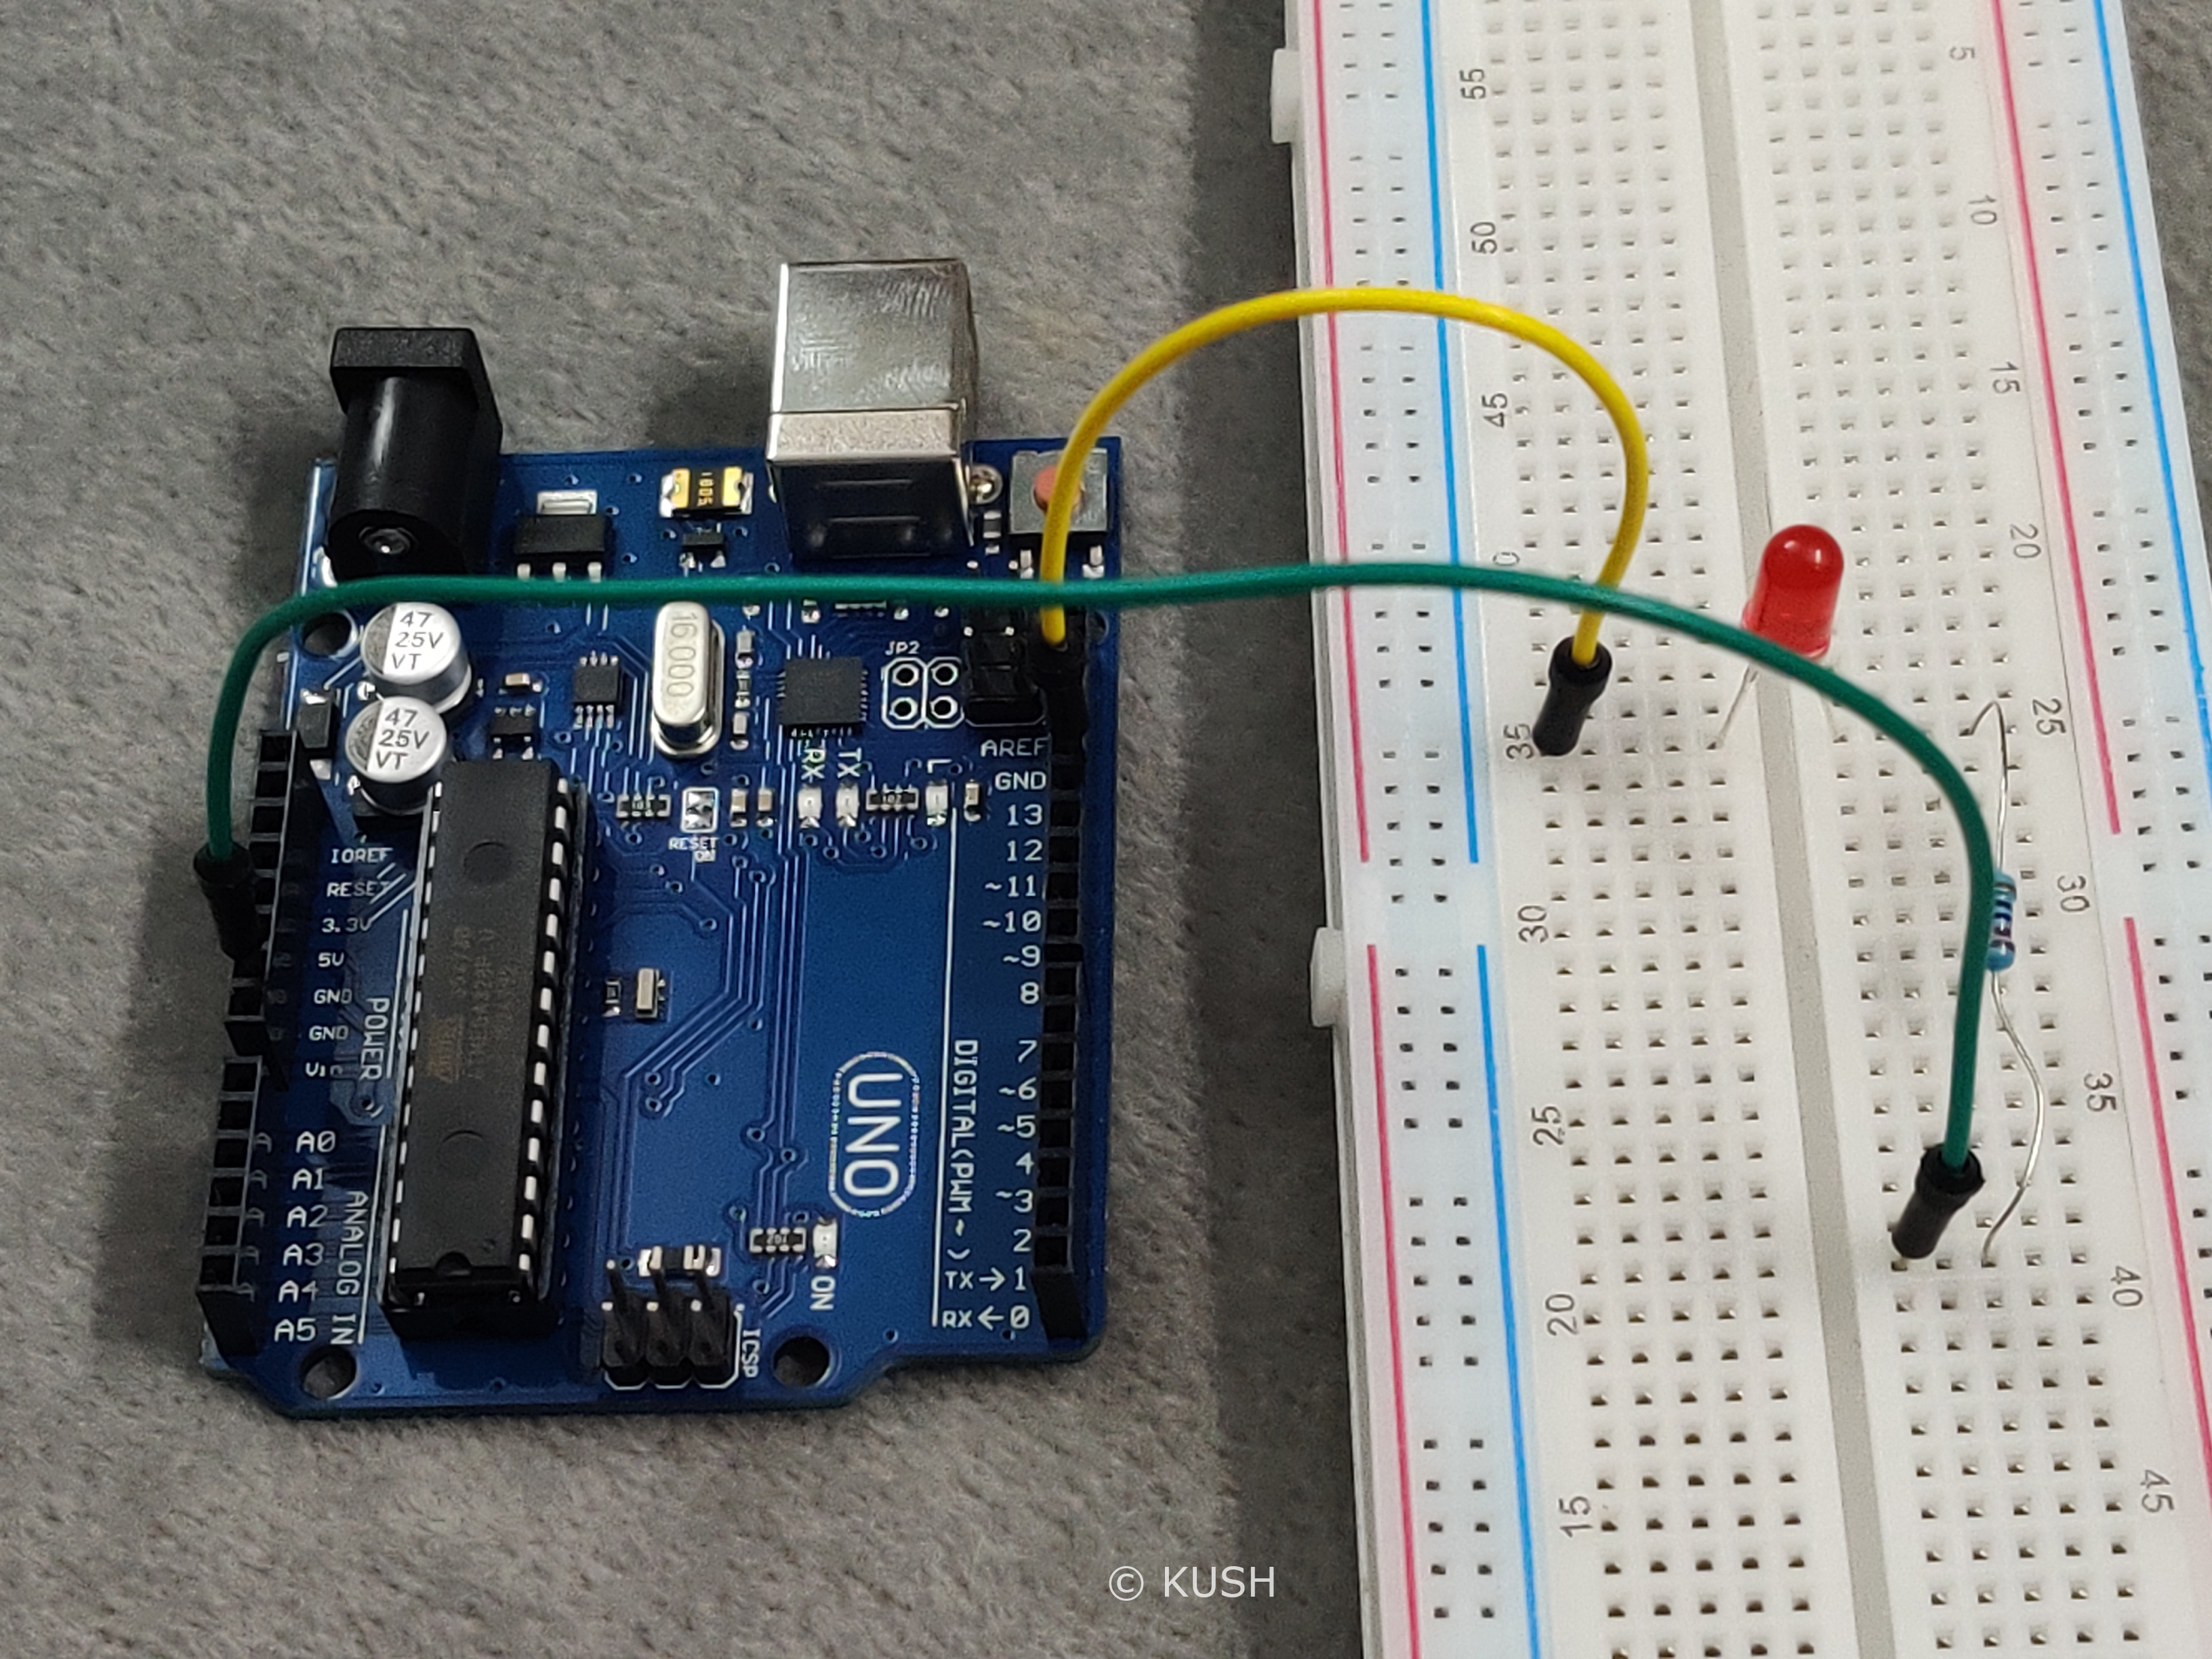 5
55
10
50
15
45
1005
20
47
25V
VT
16.000
JP2
25
47
25V
VT
35
AREF
RX
TX
L
GND
13
RESET
ON
12
IOREF
RESET
~11
3.3V
~10
30
30
5V
~9
GND
8
GND
POWER
Vin
7
~6
35
~5
25
A0
4
A1
UNO
DIGITAL(PWM ~ )
A2
~3
A3
2
ANALOG IN
A4
TX→1
ON
40
A5
RX←0
20
ICSP
45
15
© KUSH